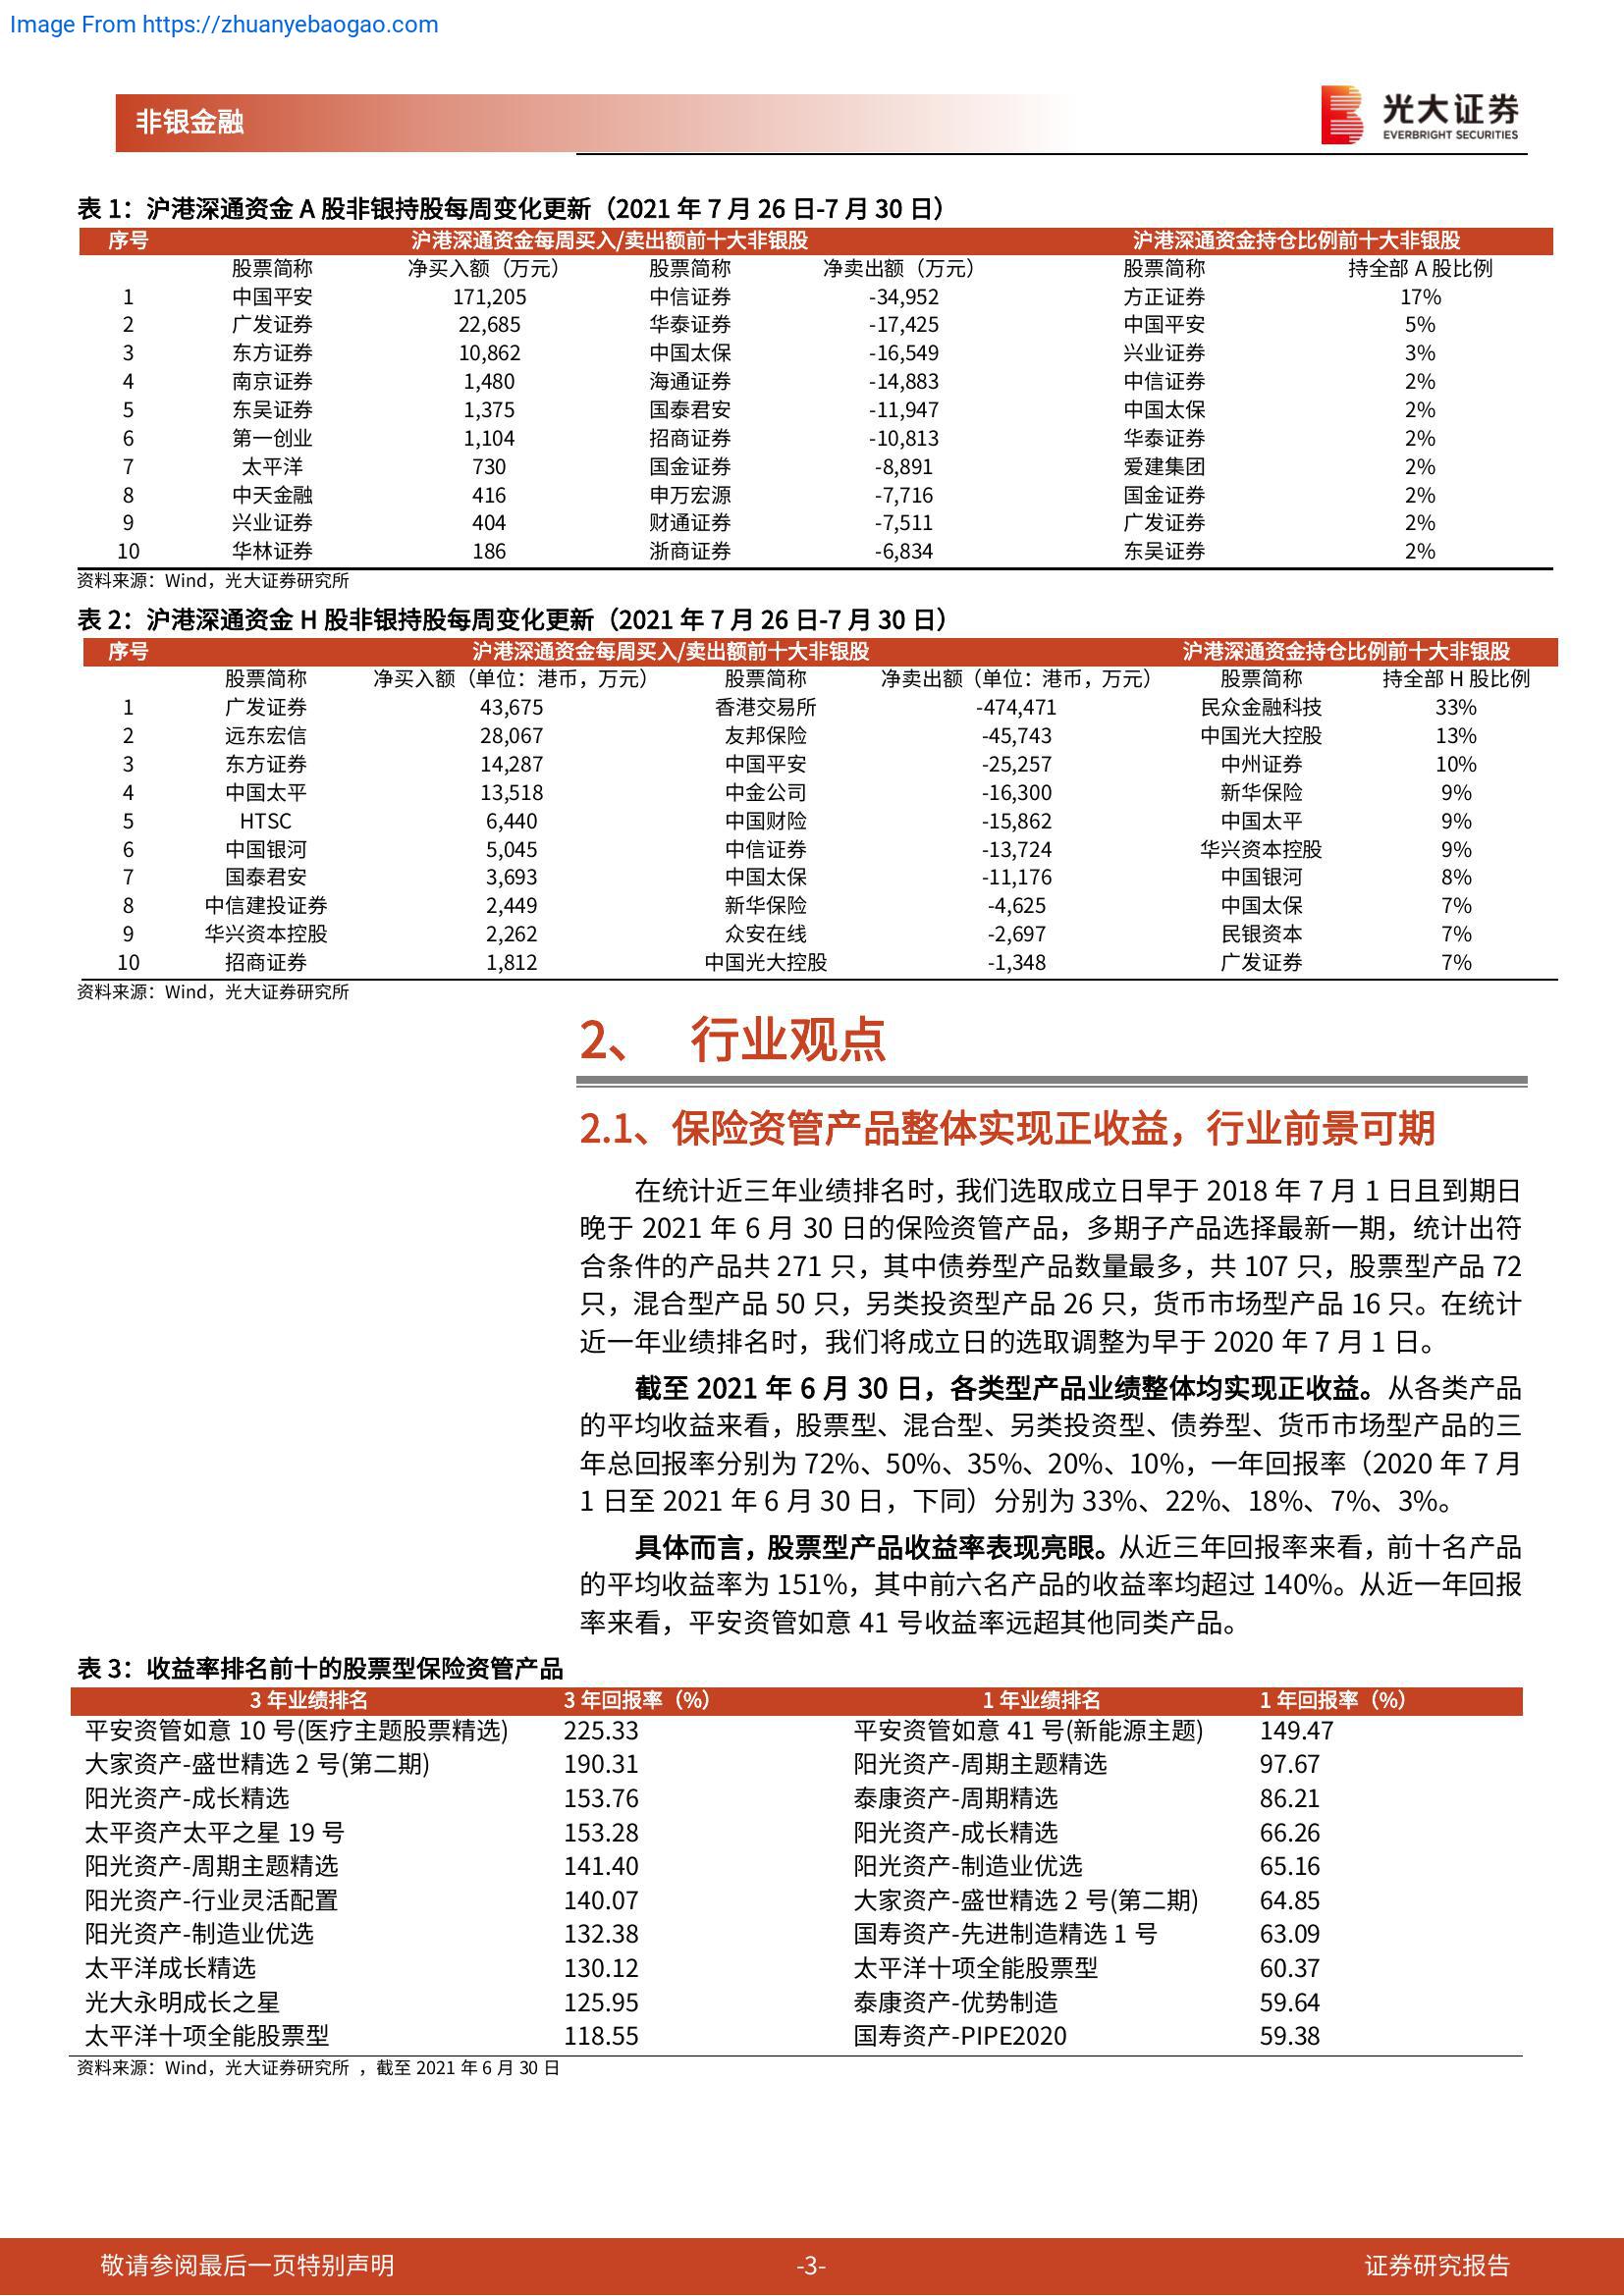 Image From https://zhuanyebaogao.com
非银金融
光大证券
EVERBRIGHT SECURITIES
表 1：沪港深通资金 A 股非银持股每周变化更新（2021 年 7 月 26 日-7 月 30 日）
序号 沪港深通资金每周买入/卖出额前十大非银股 沪港深通资金持仓比例前十大非银股
股票简称 净买入额（万元） 股票简称 净卖出额（万元） 股票简称 持全部 A 股比例
1 中国平安 171,205 中信证券 -34,952 方正证券 17%
2 广发证券 22,685 华泰证券 -17,425 中国平安 5%
3 东方证券 10,862 中国太保 -16,549 兴业证券 3%
4 南京证券 1,480 海通证券 -14,883 中信证券 2%
5 东吴证券 1,375 国泰君安 -11,947 中国太保 2%
6 第一创业 1,104 招商证券 -10,813 华泰证券 2%
7 太平洋 730 国金证券 -8,891 爱建集团 2%
8 中天金融 416 申万宏源 -7,716 国金证券 2%
9 兴业证券 404 财通证券 -7,511 广发证券 2%
10 华林证券 186 浙商证券 -6,834 东吴证券 2%
资料来源：Wind，光大证券研究所
表 2：沪港深通资金 H 股非银持股每周变化更新（2021 年 7 月 26 日-7 月 30 日）
序号 沪港深通资金每周买入/卖出额前十大非银股 沪港深通资金持仓比例前十大非银股
股票简称 净买入额（单位：港币，万元） 股票简称 净卖出额（单位：港币，万元） 股票简称 持全部 H 股比例
1 广发证券 43,675 香港交易所 -474,471 民众金融科技 33%
2 远东宏信 28,067 友邦保险 -45,743 中国光大控股 13%
3 东方证券 14,287 中国平安 -25,257 中州证券 10%
4 中国太平 13,518 中金公司 -16,300 新华保险 9%
5 HTSC 6,440 中国财险 -15,862 中国太平 9%
6 中国银河 5,045 中信证券 -13,724 华兴资本控股 9%
7 国泰君安 3,693 中国太保 -11,176 中国银河 8%
8 中信建投证券 2,449 新华保险 -4,625 中国太保 7%
9 华兴资本控股 2,262 众安在线 -2,697 民银资本 7%
10 招商证券 1,812 中国光大控股 -1,348 广发证券 7%
资料来源：Wind，光大证券研究所
2、 行业观点
2.1、保险资管产品整体实现正收益，行业前景可期
在统计近三年业绩排名时，我们选取成立日早于 2018 年 7 月 1 日且到期日
晚于 2021 年 6 月 30 日的保险资管产品，多期子产品选择最新一期，统计出符
合条件的产品共 271 只，其中债券型产品数量最多，共 107 只，股票型产品 72
只，混合型产品 50 只，另类投资型产品 26 只，货币市场型产品 16 只。在统计
近一年业绩排名时，我们将成立日的选取调整为早于 2020 年 7 月 1 日。
截至 2021 年 6 月 30 日，各类型产品业绩整体均实现正收益。从各类产品
的平均收益来看，股票型、混合型、另类投资型、债券型、货币市场型产品的三
年总回报率分别为 72%、50%、35%、20%、10%，一年回报率（2020 年 7 月
1 日至 2021 年 6 月 30 日，下同）分别为 33%、22%、18%、7%、3%。
具体而言，股票型产品收益率表现亮眼。从近三年回报率来看，前十名产品
的平均收益率为 151%，其中前六名产品的收益率均超过 140%。从近一年回报
率来看，平安资管如意 41 号收益率远超其他同类产品。
表 3：收益率排名前十的股票型保险资管产品
3 年业绩排名 3 年回报率（%） 1 年业绩排名 1 年回报率（%）
平安资管如意 10 号(医疗主题股票精选) 225.33 平安资管如意 41 号(新能源主题) 149.47
大家资产-盛世精选 2 号(第二期) 190.31 阳光资产-周期主题精选 97.67
阳光资产-成长精选 153.76 泰康资产-周期精选 86.21
太平资产太平之星 19 号 153.28 阳光资产-成长精选 66.26
阳光资产-周期主题精选 141.40 阳光资产-制造业优选 65.16
阳光资产-行业灵活配置 140.07 大家资产-盛世精选 2 号(第二期) 64.85
阳光资产-制造业优选 132.38 国寿资产-先进制造精选 1 号 63.09
太平洋成长精选 130.12 太平洋十项全能股票型 60.37
光大永明成长之星 125.95 泰康资产-优势制造 59.64
太平洋十项全能股票型 118.55 国寿资产-PIPE2020 59.38
资料来源：Wind，光大证券研究所 ，截至 2021 年 6 月 30 日
敬请参阅最后一页特别声明 -3- 证券研究报告